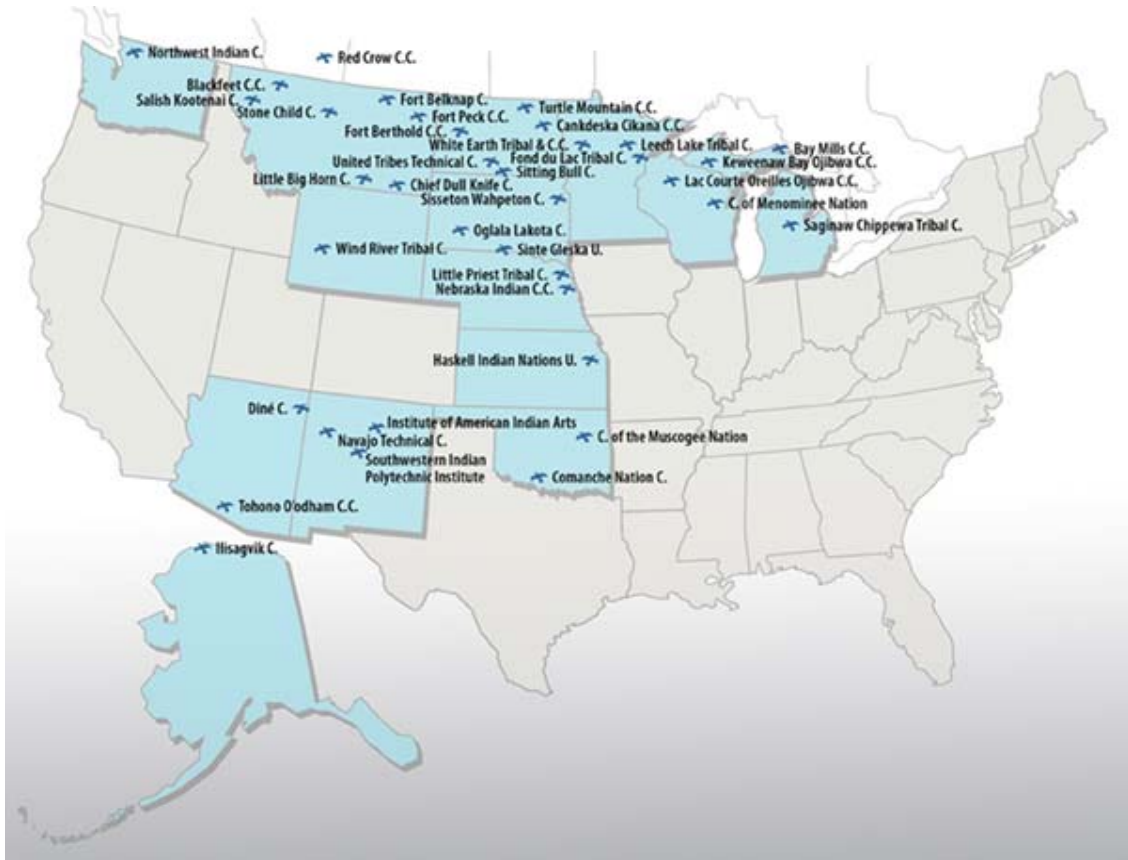 Northwest Indian C.
Red Crow C.C.
Blackfeet C.C.
Salish Kootenai C.
Stone Child C.
Fort Belknap C.
Fort Peck C.C.
Turtle Mountain C.C.
Cankdeska Cikana C.C.
Fort Berthold C.C.
White Earth Tribal & C.C.
Leech Lake Tribal C.
Bay Mills C.C.
United Tribes Technical C.
Fond du Lac Tribal C.
Keweenaw Bay Ojibwa C.C.
Sitting Bull C.
Little Big Horn C.
Chief Dull Knife C.
Lac Courte Oreilles Ojibwa C.C.
Sisseton Wahpeton C.
C. of Menominee Nation
Saginaw Chippewa Tribal C.
Oglala Lakota C.
Wind River Tribal C.
Sinte Gleska U.
Little Priest Tribal C.
Nebraska Indian C.C.
Haskell Indian Nations U.
Diné C.
Institute of American Indian Arts
Navajo Technical C.
C. of the Muscogee Nation
Southwestern Indian
Polytechnic Institute
Comanche Nation C.
Tohono O'odham C.C.
Ilisagvik C.